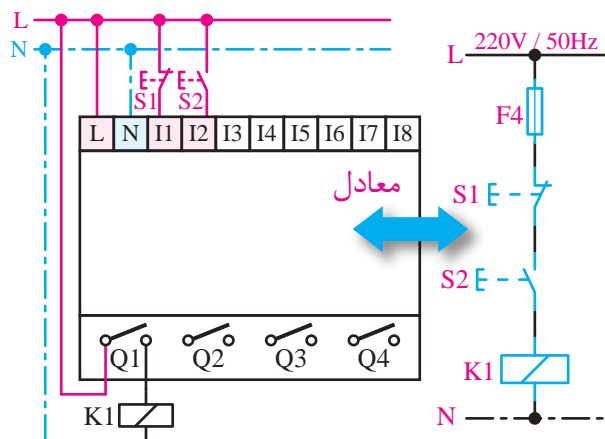 L
N
220V / 50Hz
L
F4
S1 S2
L N I1 I2 I3 I4 I5 I6 I7 I8
معادل
S1
S2
Q1 Q2 Q3 Q4
K1
K1
N